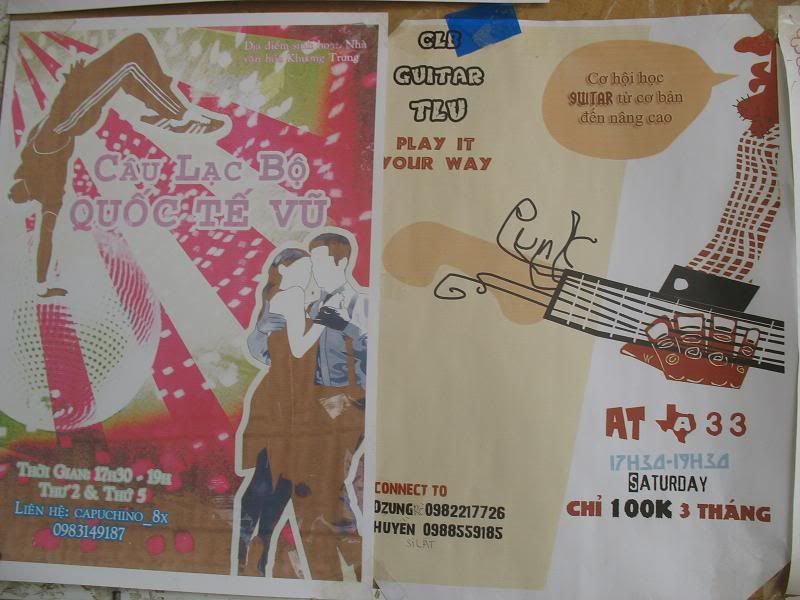 Địa điểm sinh hoạt: Nhà
văn hóa Khương Trung
CÂU LẠC BỘ
QUỐC TẾ VŨ
THỜI GIAN: 17H30 - 19H
THỨ 2 & THỨ 5
LIÊN HỆ: CAPUCHINO_8X
0983149187
CLB
GUITAR
TLU
PLAY IT
YOUR WAY
Cơ hội học
GUITAR từ cơ bản
đến nâng cao
Punk
AT A 33
17H30-19H30
SATURDAY
CHỈ 100K 3 THÁNG
CONNECT TO
DZUNG 0982217726
HUYEN 0988559185
SILAT